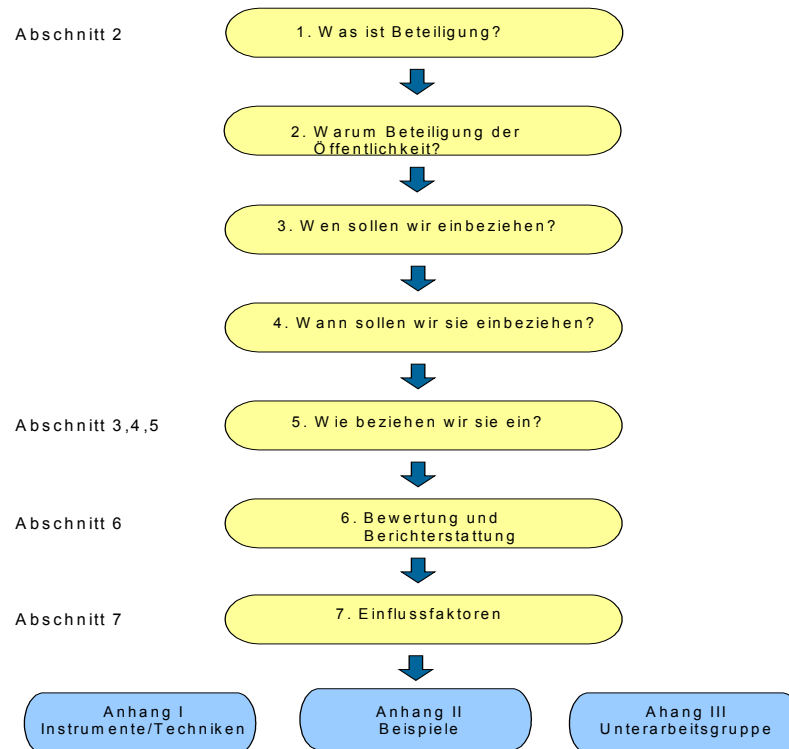 Abschnitt 2
1. Was ist Beteiligung?
2. Warum Beteiligung der
Öffentlichkeit?
3. Wen sollen wir einbeziehen?
4. Wann sollen wir sie einbeziehen?
Abschnitt 3,4,5
5. Wie beziehen wir sie ein?
Abschnitt 6
6. Bewertung und
Berichterstattung
Abschnitt 7
7. Einflussfaktoren
Anhang I
Instrumente/Techniken
Anhang II
Beispiele
Ahang III
Unterarbeitsgruppe